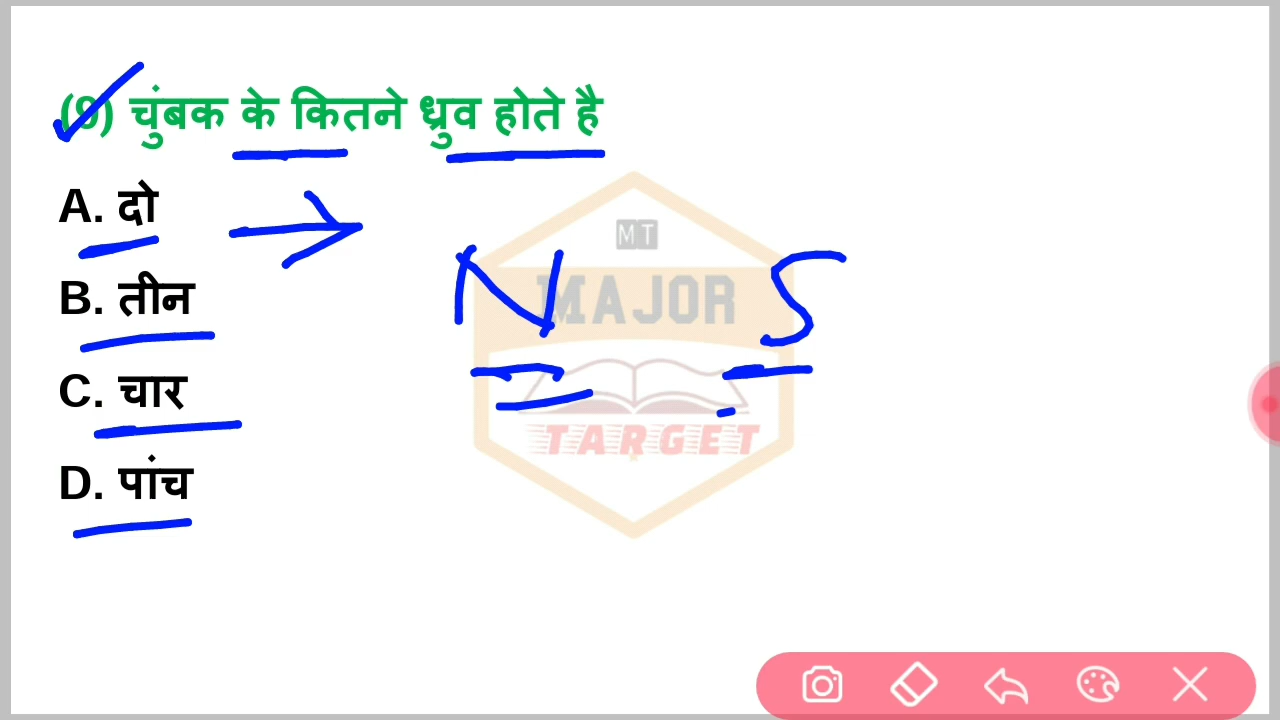 (9) चुंबक के कितने ध्रुव होते है
A. दो
B. तीन
C. चार
D. पांच
N S
MT
MAJOR
TARGET